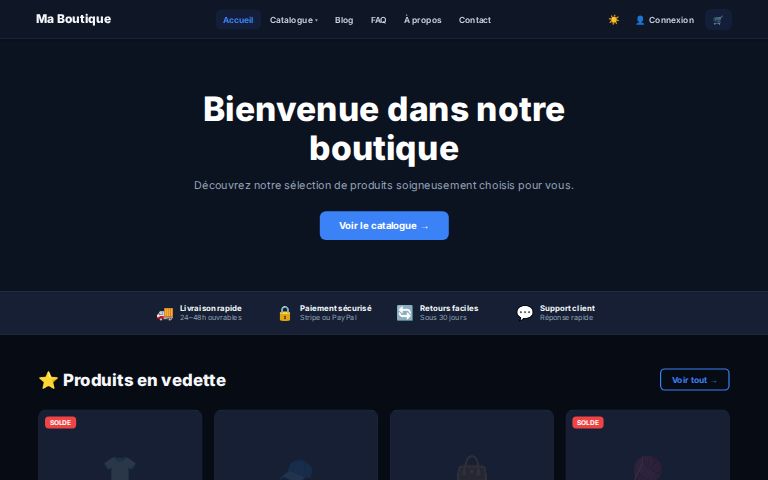 Ma Boutique
Accueil
Catalogue
Blog
FAQ
À propos
Contact
Connexion
Bienvenue dans notre
boutique
Découvrez notre sélection de produits soigneusement choisis pour vous.
Voir le catalogue →
Livraison rapide
24–48h ouvrables
Paiement sécurisé
Stripe ou PayPal
Retours faciles
Sous 30 jours
Support client
Réponse rapide
Produits en vedette
Voir tout →
SOLDE
SOLDE